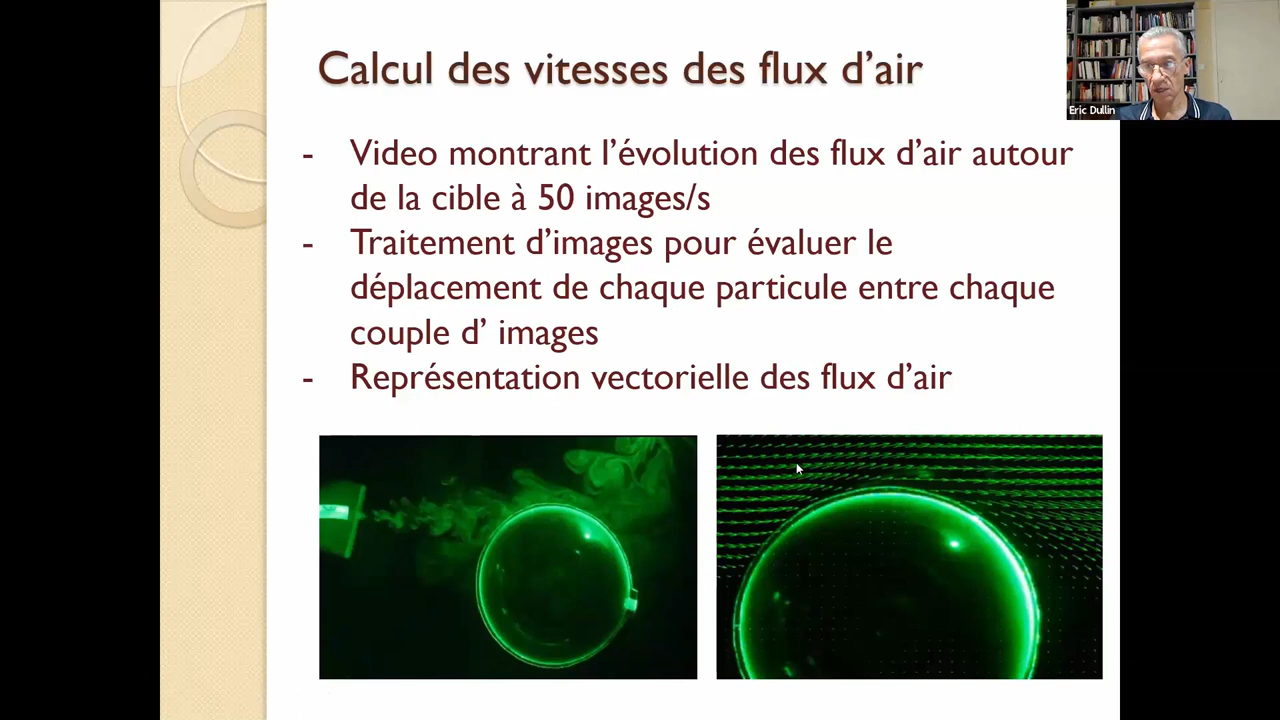 Calcul des vitesses des flux d’air
Eric Dullin
- Video montrant l’évolution des flux d’air autour
de la cible à 50 images/s
- Traitement d’images pour évaluer le
déplacement de chaque particule entre chaque
couple d’ images
- Représentation vectorielle des flux d’air